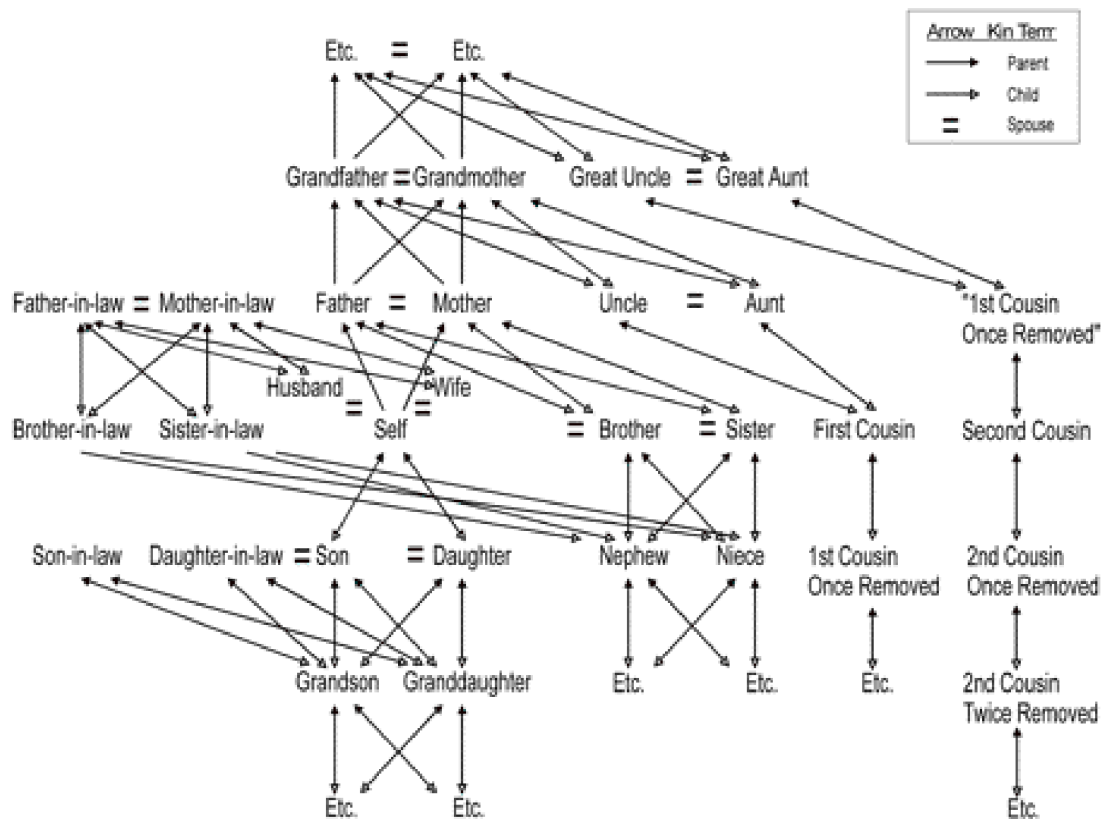 Arrow Kin Term
Parent
Child
= Spouse
Etc. = Etc.
Grandfather = Grandmother Great Uncle = Great Aunt
Father-in-law = Mother-in-law Father = Mother Uncle = Aunt "1st Cousin
Once Removed"
Husband Wife
= =
Brother-in-law Sister-in-law Self = Brother = Sister First Cousin Second Cousin
Son-in-law Daughter-in-law = Son = Daughter Nephew Niece 1st Cousin 2nd Cousin
Once Removed Once Removed
Grandson Granddaughter Etc. Etc. Etc. 2nd Cousin
Twice Removed
Etc. Etc. Etc.